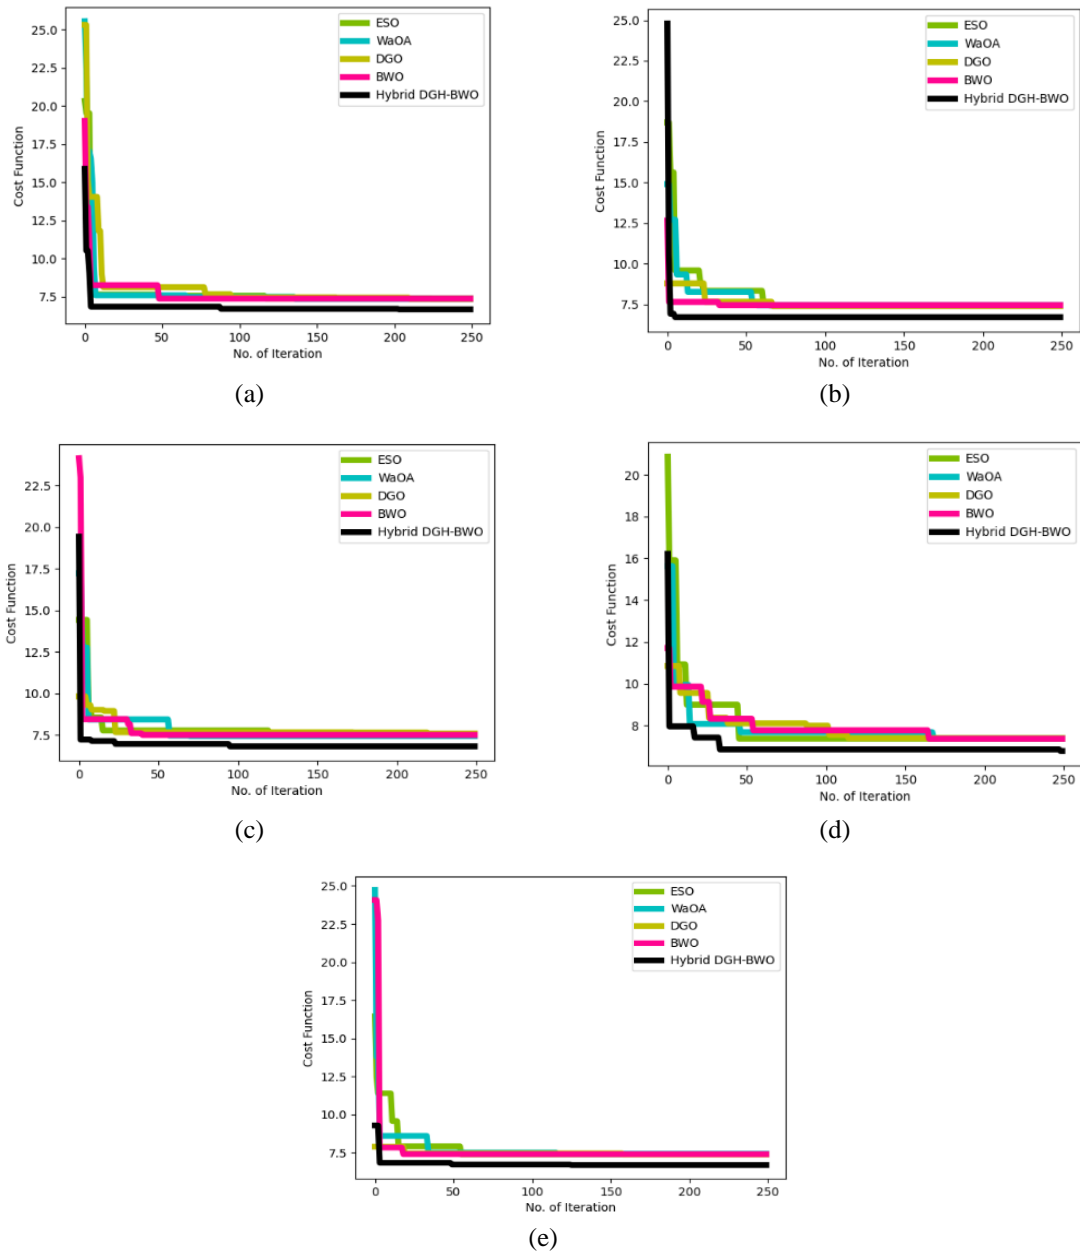 25.0
22.5
20.0
17.5
15.0
12.5
10.0
7.5
Cost Function
0 50 100 150 200 250
No. of Iteration
ESO
WaOA
DGO
BWO
Hybrid DGH-BWO
(a)
25.0
22.5
20.0
17.5
15.0
12.5
10.0
7.5
Cost Function
0 50 100 150 200 250
No. of Iteration
ESO
WaOA
DGO
BWO
Hybrid DGH-BWO
(b)
22.5
20.0
17.5
15.0
12.5
10.0
7.5
Cost Function
0 50 100 150 200 250
No. of Iteration
ESO
WaOA
DGO
BWO
Hybrid DGH-BWO
(c)
20
18
16
14
12
10
8
Cost Function
0 50 100 150 200 250
No. of Iteration
ESO
WaOA
DGO
BWO
Hybrid DGH-BWO
(d)
25.0
22.5
20.0
17.5
15.0
12.5
10.0
7.5
Cost Function
0 50 100 150 200 250
No. of Iteration
ESO
WaOA
DGO
BWO
Hybrid DGH-BWO
(e)